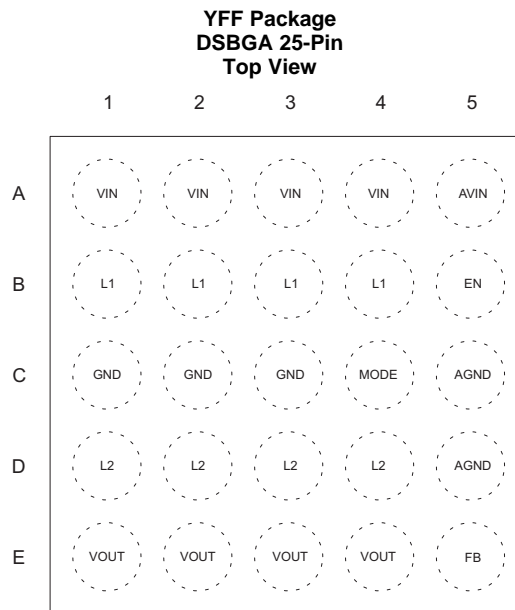 YFF Package
DSBGA 25-Pin
Top View
1 2 3 4 5
A VIN VIN VIN VIN AVIN
B L1 L1 L1 L1 EN
C GND GND GND MODE AGND
D L2 L2 L2 L2 AGND
E VOUT VOUT VOUT VOUT FB